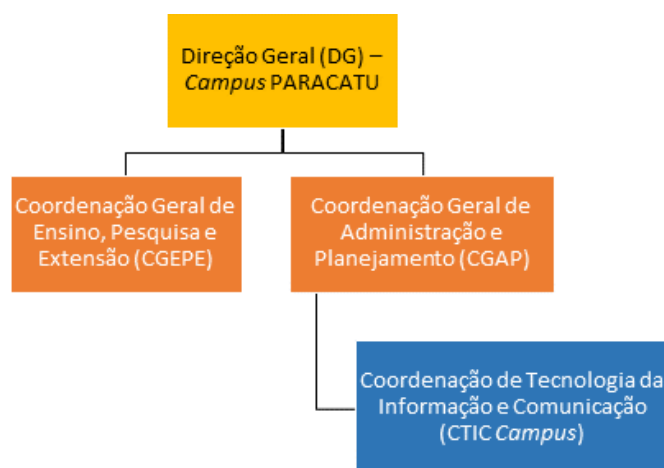 Direção Geral (DG) –
Campus PARACATU
Coordenação Geral de
Ensino, Pesquisa e
Extensão (CGEPE)
Coordenação Geral de
Administração e
Planejamento (CGAP)
Coordenação de Tecnologia da
Informação e Comunicação
(CTIC Campus)